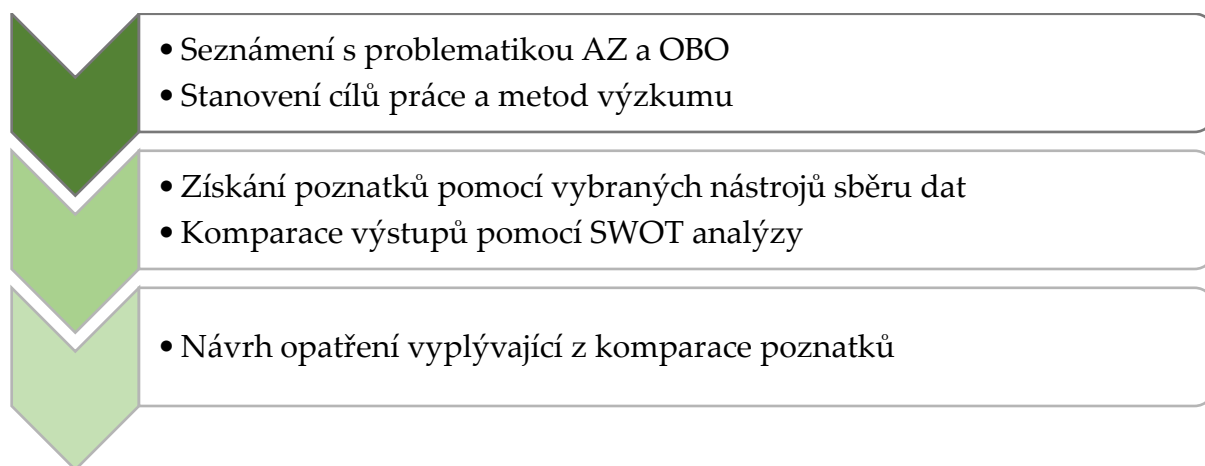 • Seznámení s problematikou AZ a OBO
• Stanovení cílů práce a metod výzkumu
• Získání poznatků pomocí vybraných nástrojů sběru dat
• Komparace výstupů pomocí SWOT analýzy
• Návrh opatření vyplývající z komparace poznatků